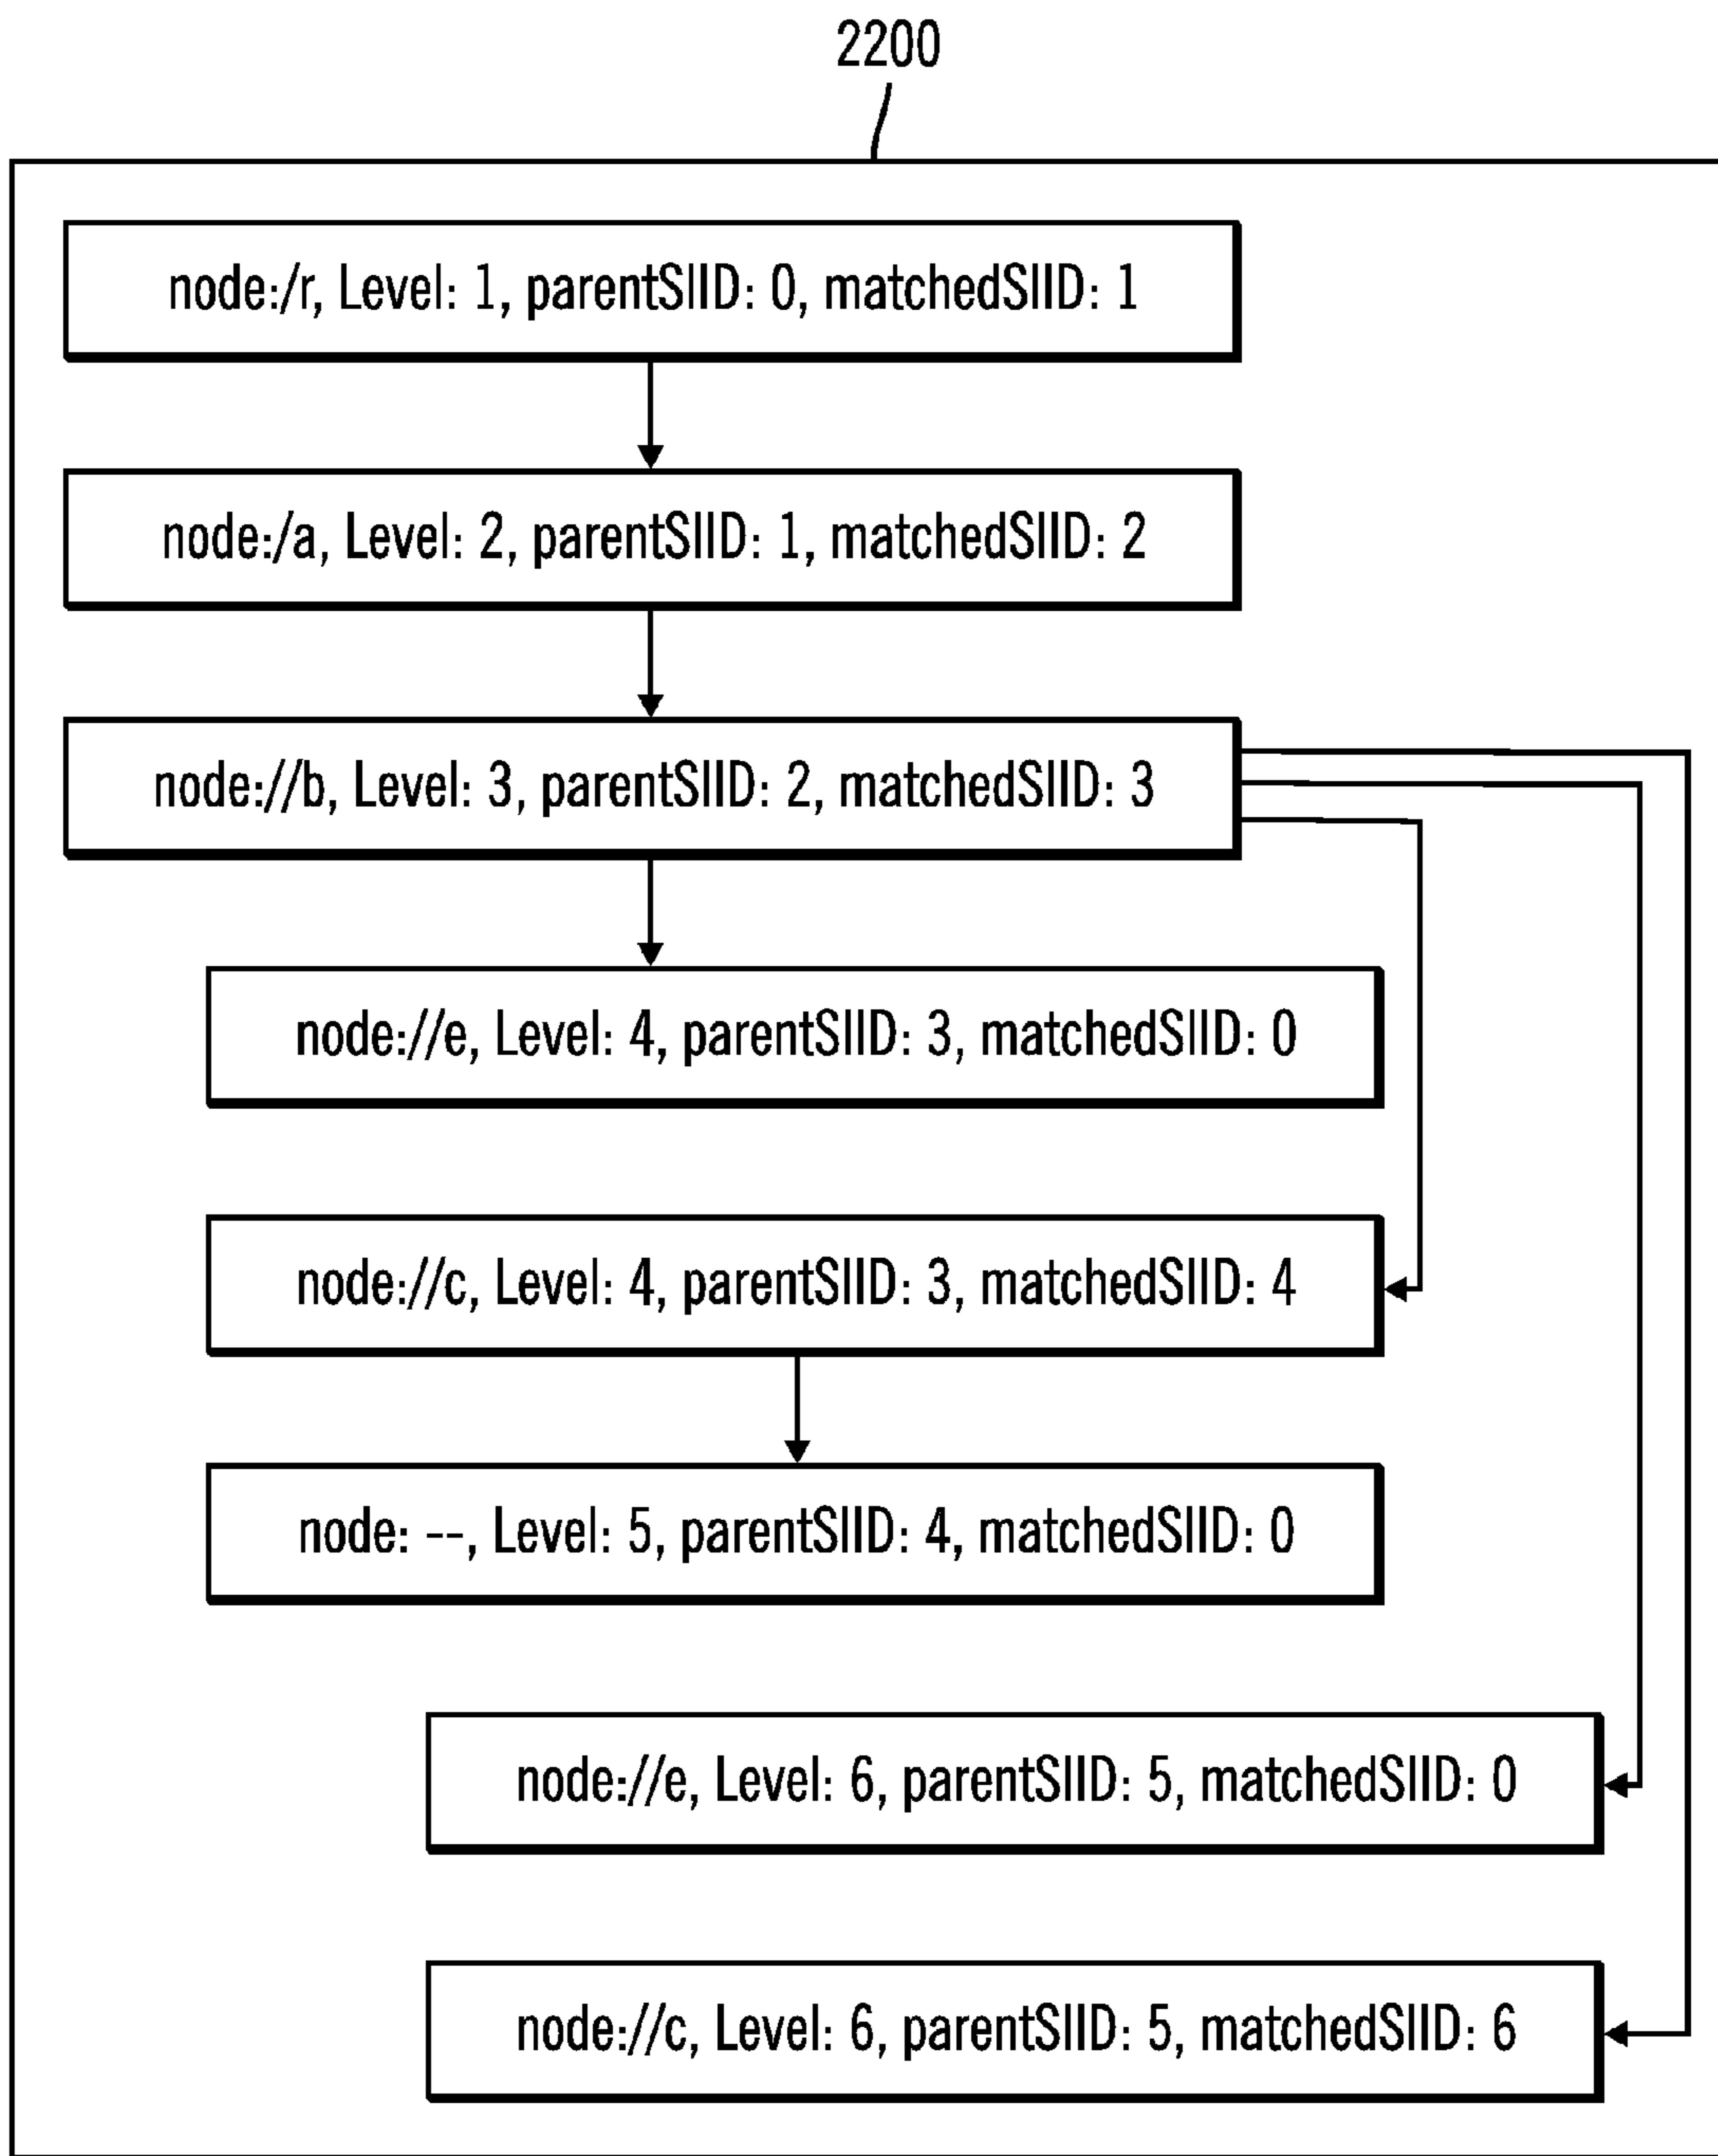 2200
node:/r, Level: 1, parentSIID: 0, matchedSIID: 1
node:/a, Level: 2, parentSIID: 1, matchedSIID: 2
node://b, Level: 3, parentSIID: 2, matchedSIID: 3
node://e, Level: 4, parentSIID: 3, matchedSIID: 0
node://c, Level: 4, parentSIID: 3, matchedSIID: 4
node: --, Level: 5, parentSIID: 4, matchedSIID: 0
node://e, Level: 6, parentSIID: 5, matchedSIID: 0
node://c, Level: 6, parentSIID: 5, matchedSIID: 6